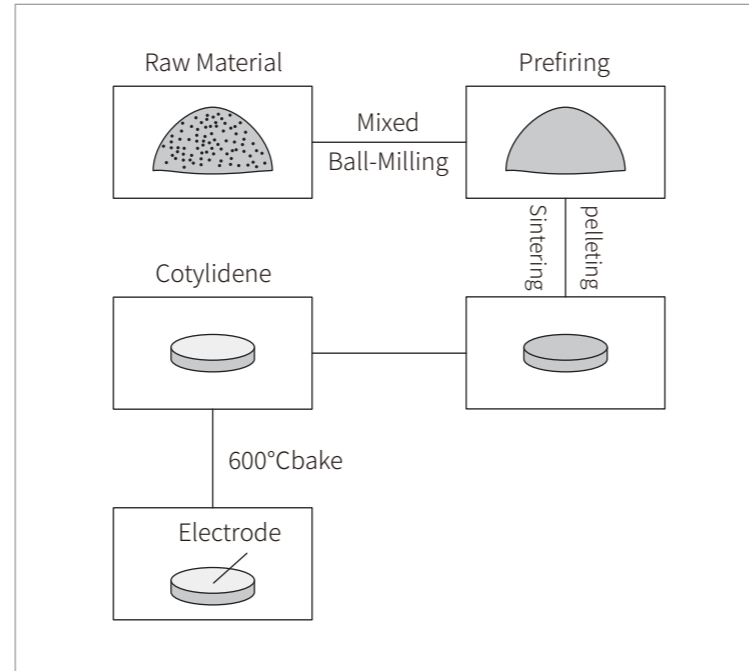 Raw Material
Prefiring
Mixed
Ball-Milling
Sintering
pelleting
Cotylidene
600°Cbake
Electrode